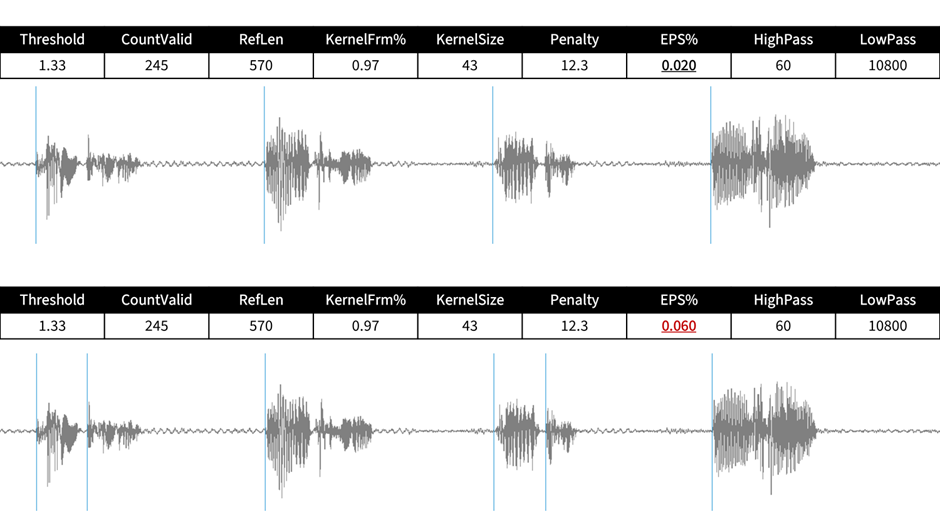 Threshold CountValid RefLen KernelFrm% KernelSize Penalty EPS% HighPass LowPass
1.33 245 570 0.97 43 12.3 0.020 60 10800
Threshold CountValid RefLen KernelFrm% KernelSize Penalty EPS% HighPass LowPass
1.33 245 570 0.97 43 12.3 0.060 60 10800